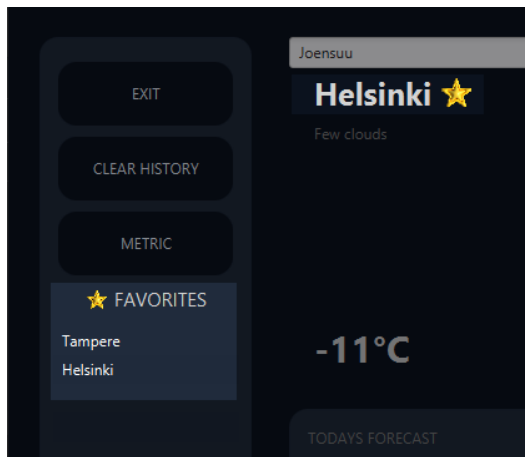 Joensuu
Helsinki
Few clouds
-11°C
TODAYS FORECAST
EXIT
CLEAR HISTORY
METRIC
FAVORITES
Tampere
Helsinki